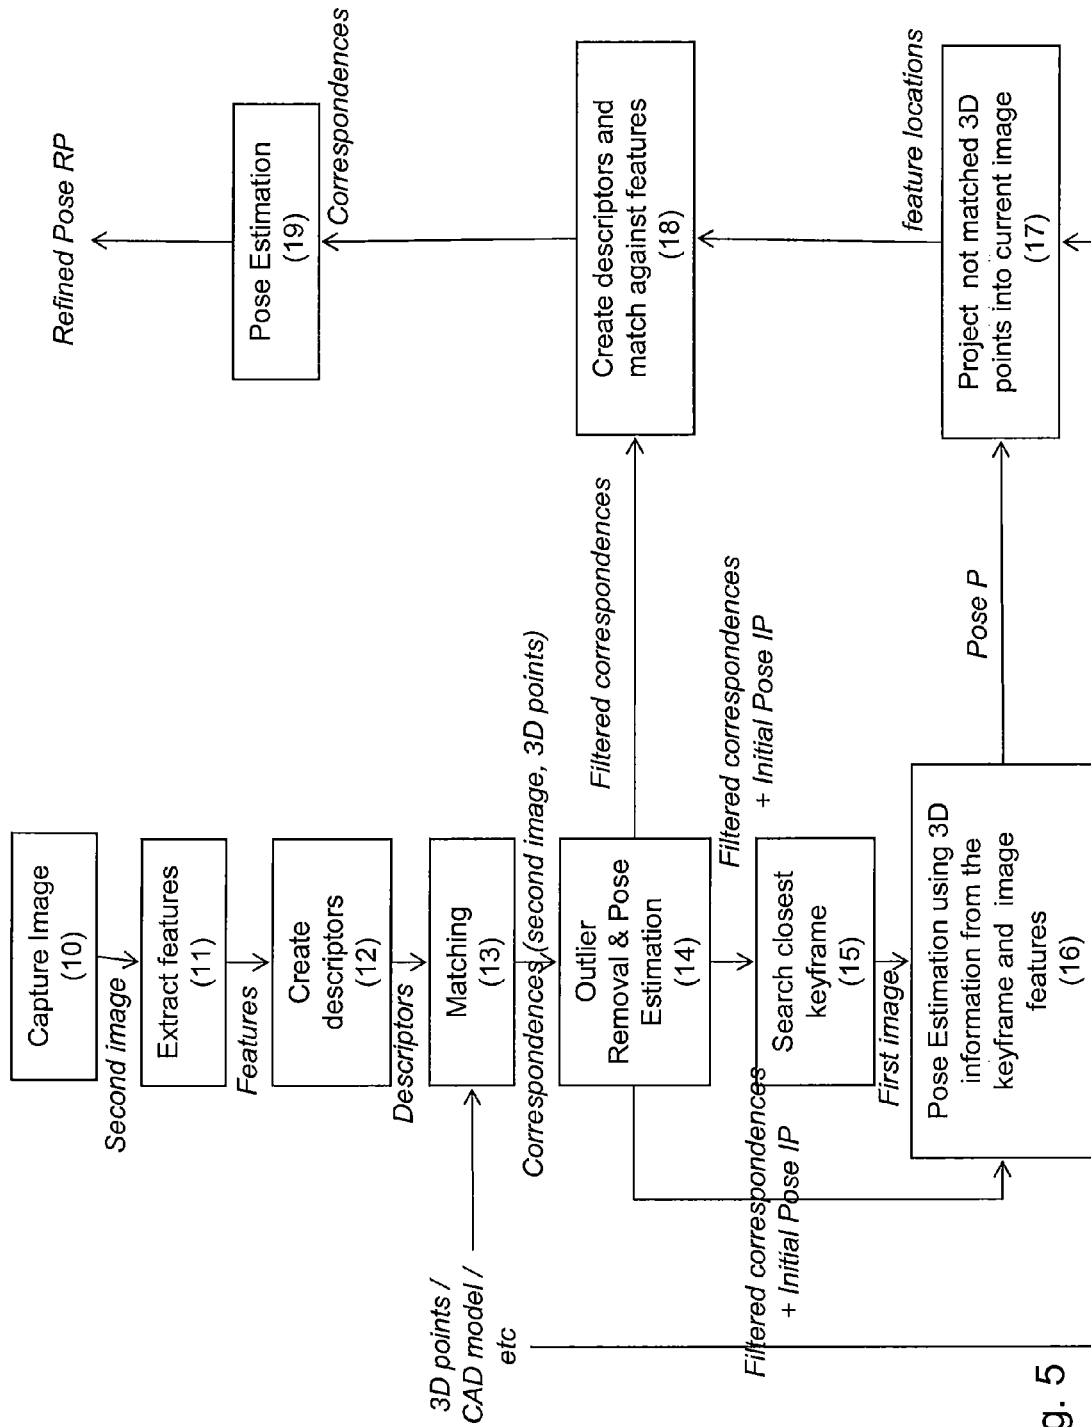 Capture Image
(10)
Second image
Extract features
(11)
Features
Create
descriptors
(12)
Descriptors
3D points /
CAD model /
etc
Matching
(13)
Correspondences (second image, 3D points)
Outlier
Removal & Pose
Estimation
(14)
Filtered correspondences
Filtered correspondences
+ Initial Pose IP
Filtered correspondences
+ Initial Pose IP
Search closest
keyframe
(15)
First image
Pose Estimation using 3D
information from the
keyframe and image
features
(16)
Pose P
Project not matched 3D
points into current image
(17)
feature locations
Create descriptors and
match against features
(18)
Correspondences
Pose Estimation
(19)
Refined Pose RP
g. 5